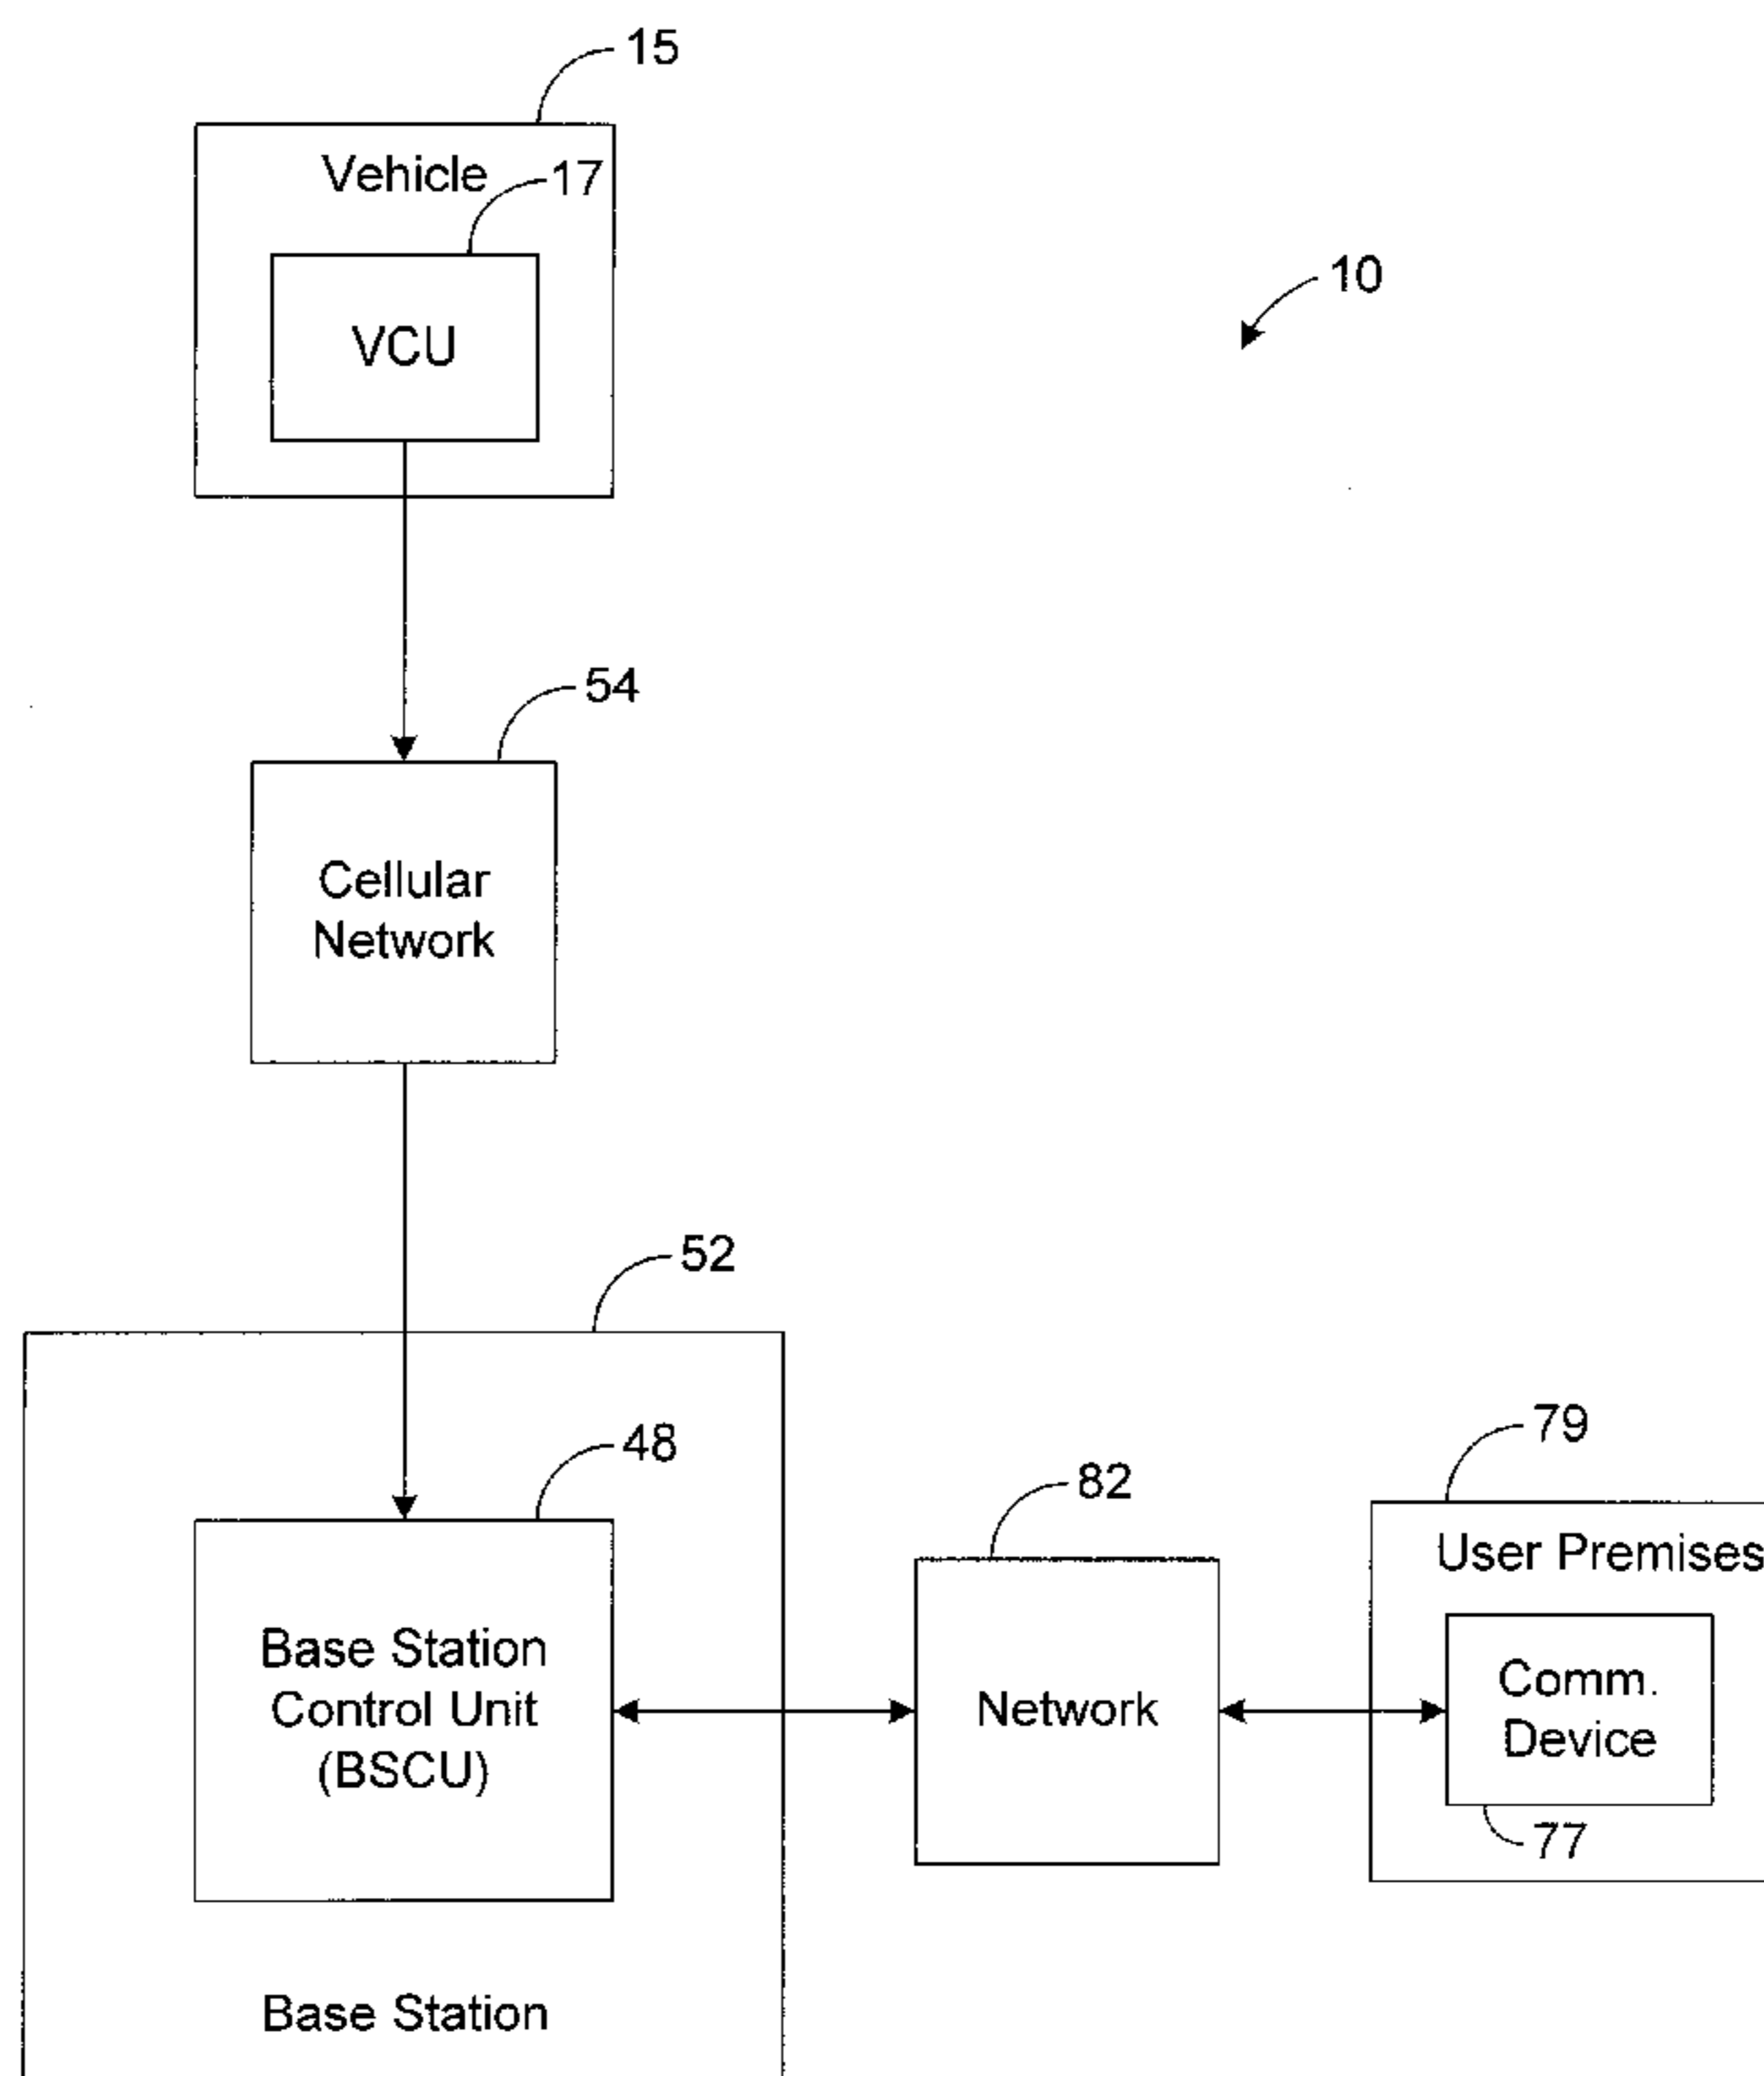 15
Vehicle
17
VCU
10
54
Cellular
Network
52
48
Base Station
Control Unit
(BSCU)
Base Station
82
Network
79
User Premises
Comm.
Device
77